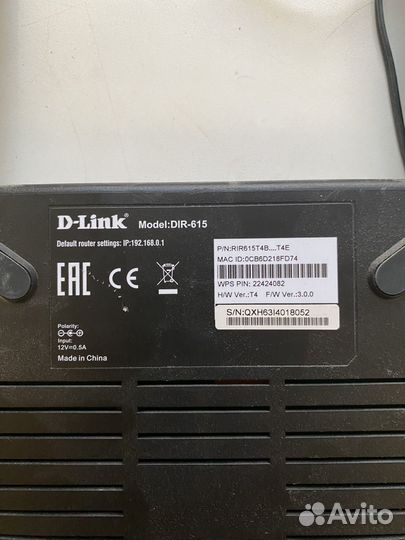 D-Link Model:DIR-615
Default router settings: IP:192.168.0.1
EAC CE
Polarity:
Input:
12V=0.5A
Made in China
P/N:RIR615T4B....T4E
MAC ID:0CB6D216FD74
WPS PIN: 22424082
H/W Ver.:T4 F/W Ver.:3.0.0
S/N:QXH63I4018052
Avito